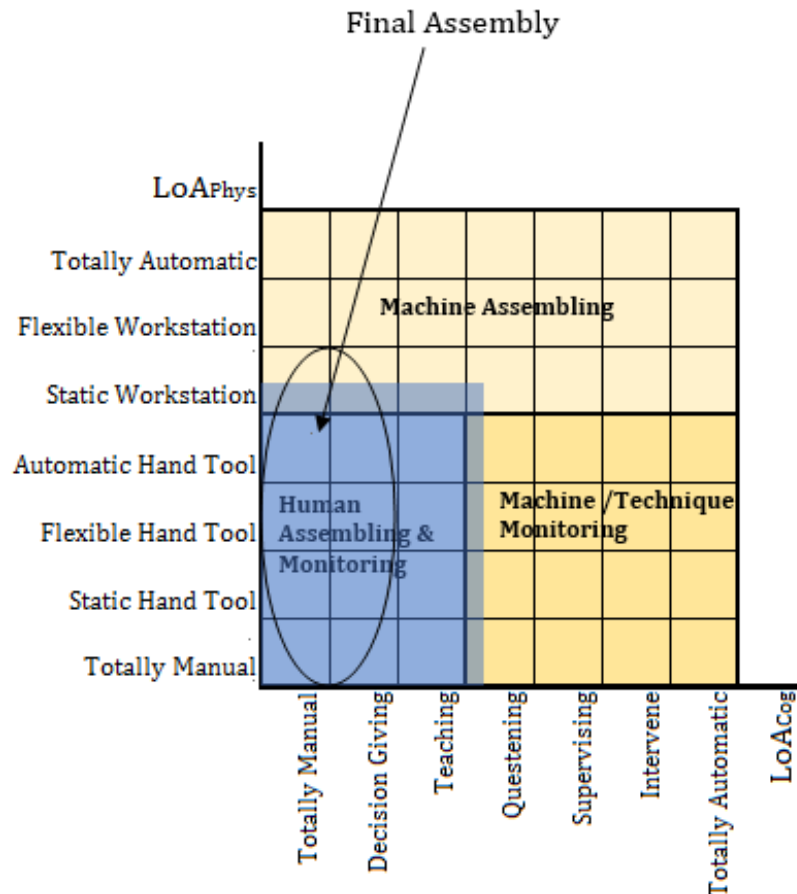 Final Assembly
LoAPhys
Totally Automatic
Flexible Workstation
Static Workstation
Automatic Hand Tool
Flexible Hand Tool
Static Hand Tool
Totally Manual
Machine Assembling
Human
Assembling &
Monitoring
Machine /Technique
Monitoring
Totally Manual
Decision Giving
Teaching
Questening
Supervising
Intervene
Totally Automatic
LoACog